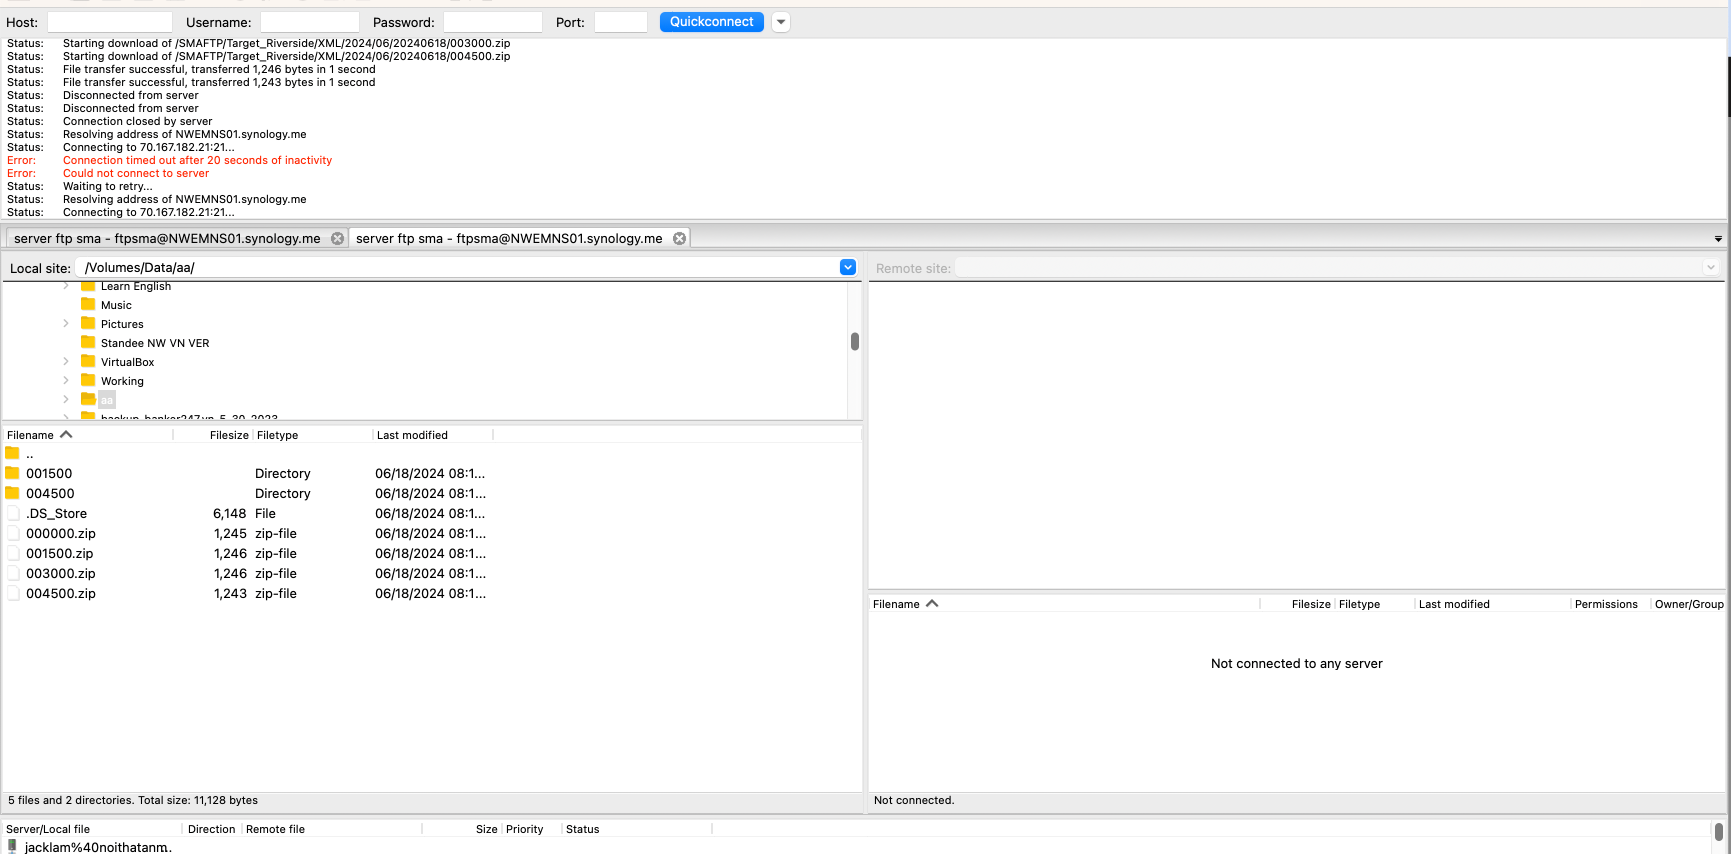 Host: Username: Password: Port: Quickconnect
Status: Starting download of /SMAFTP/Target_Riverside/XML/2024/06/20240618/003000.zip
Status: Starting download of /SMAFTP/Target_Riverside/XML/2024/06/20240618/004500.zip
Status: File transfer successful, transferred 1,246 bytes in 1 second
Status: File transfer successful, transferred 1,243 bytes in 1 second
Status: Disconnected from server
Status: Disconnected from server
Status: Connection closed by server
Status: Resolving address of NWEMNS01.synology.me
Status: Connecting to 70.167.182.21:21...
Error: Connection timed out after 20 seconds of inactivity
Error: Could not connect to server
Status: Waiting to retry...
Status: Resolving address of NWEMNS01.synology.me
Status: Connecting to 70.167.182.21:21...
server ftp sma - ftpsma@NWEMNS01.synology.me server ftp sma - ftpsma@NWEMNS01.synology.me
Local site: /Volumes/Data/aa/
Learn English
Music
Pictures
Standee NW VN VER
VirtualBox
Working
aa
backup_banker247.vn_5_30_2023
Filename Filesize Filetype Last modified
..
001500 Directory 06/18/2024 08:1...
004500 Directory 06/18/2024 08:1...
.DS_Store 6,148 File 06/18/2024 08:1...
000000.zip 1,245 zip-file 06/18/2024 08:1...
001500.zip 1,246 zip-file 06/18/2024 08:1...
003000.zip 1,246 zip-file 06/18/2024 08:1...
004500.zip 1,243 zip-file 06/18/2024 08:1...
5 files and 2 directories. Total size: 11,128 bytes
Remote site:
Filename Filesize Filetype Last modified Permissions Owner/Group
Not connected to any server
Not connected.
Server/Local file Direction Remote file Size Priority Status
jacklam%40noithatanm..